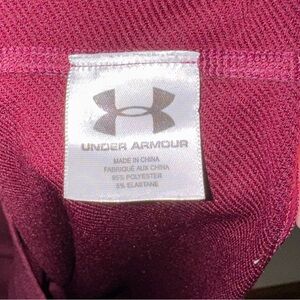 UNDER ARMOUR
MADE IN CHINA
FABRIQUÉ AUX CHINA
95% POLYESTER
5% ELASTANE